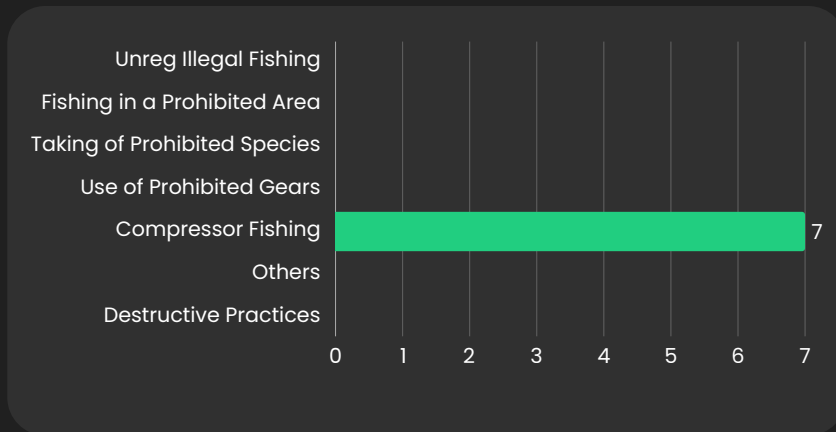 Unreg Illegal Fishing
Fishing in a Prohibited Area
Taking of Prohibited Species
Use of Prohibited Gears
Compressor Fishing 7
Others
Destructive Practices
0 1 2 3 4 5 6 7